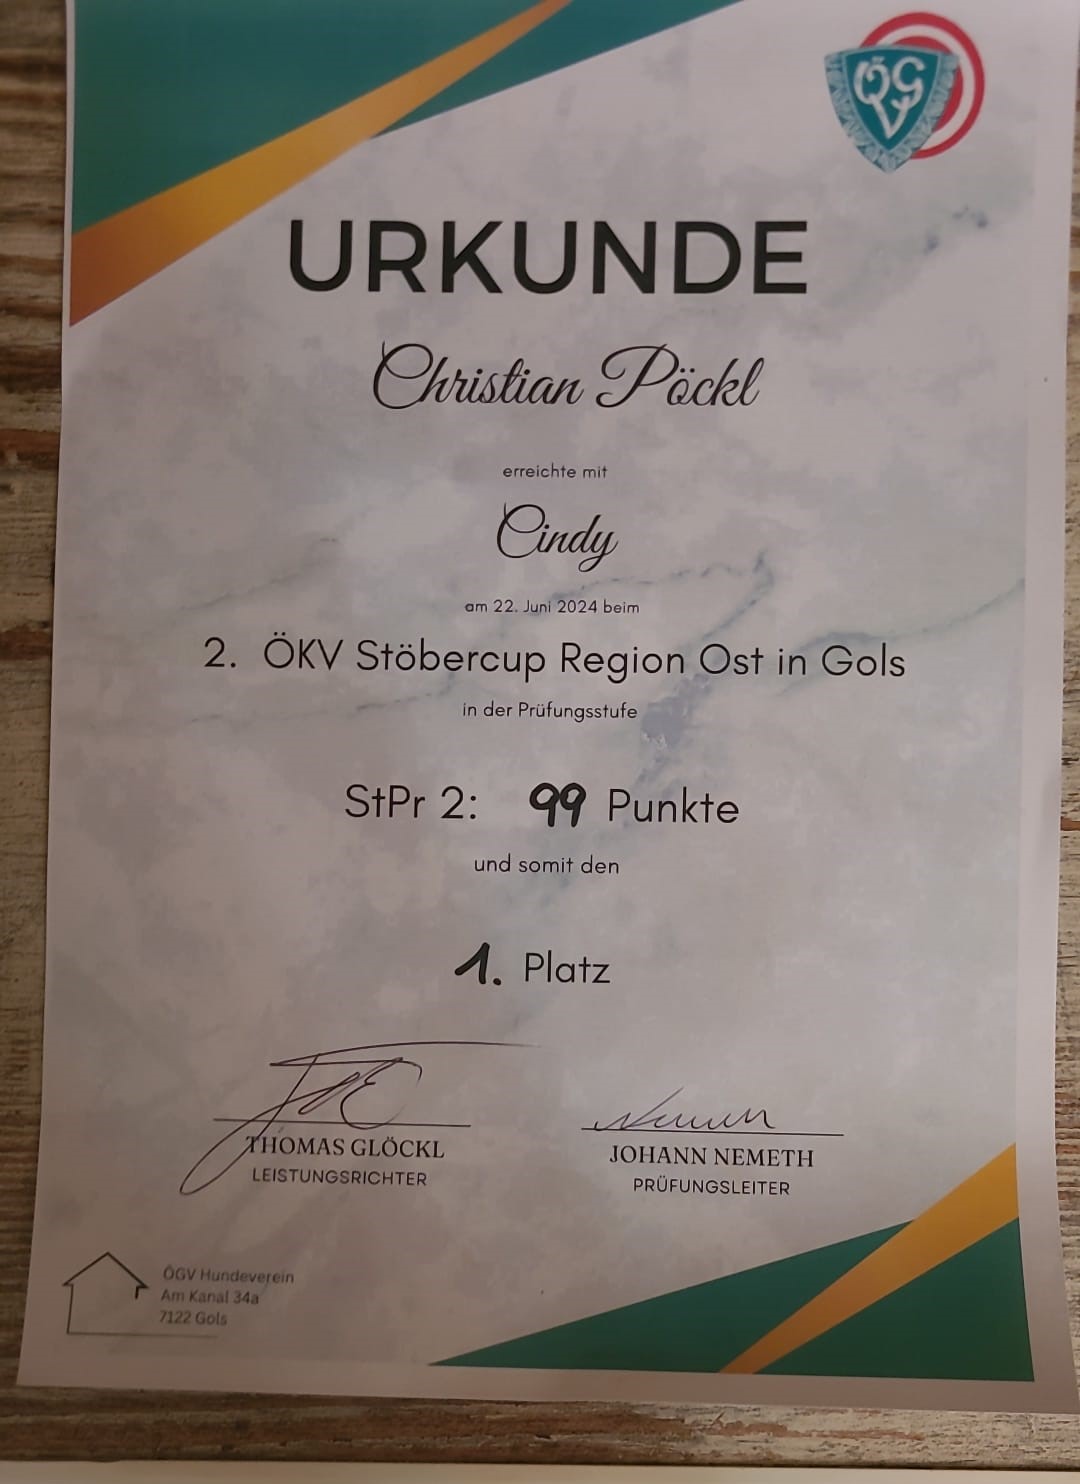 ÖGV
URKUNDE
Christian Pöckl
erreichte mit
Cindy
am 22. Juni 2024 beim
2. ÖKV Stöbercup Region Ost in Gols
in der Prüfungsstufe
StPr 2: 99 Punkte
und somit den
1. Platz
THOMAS GLÖCKL
LEISTUNGSRICHTER
JOHANN NEMETH
PRÜFUNGSLEITER
ÖGV Hundeverein
Am Kanal 34a
7122 Gols